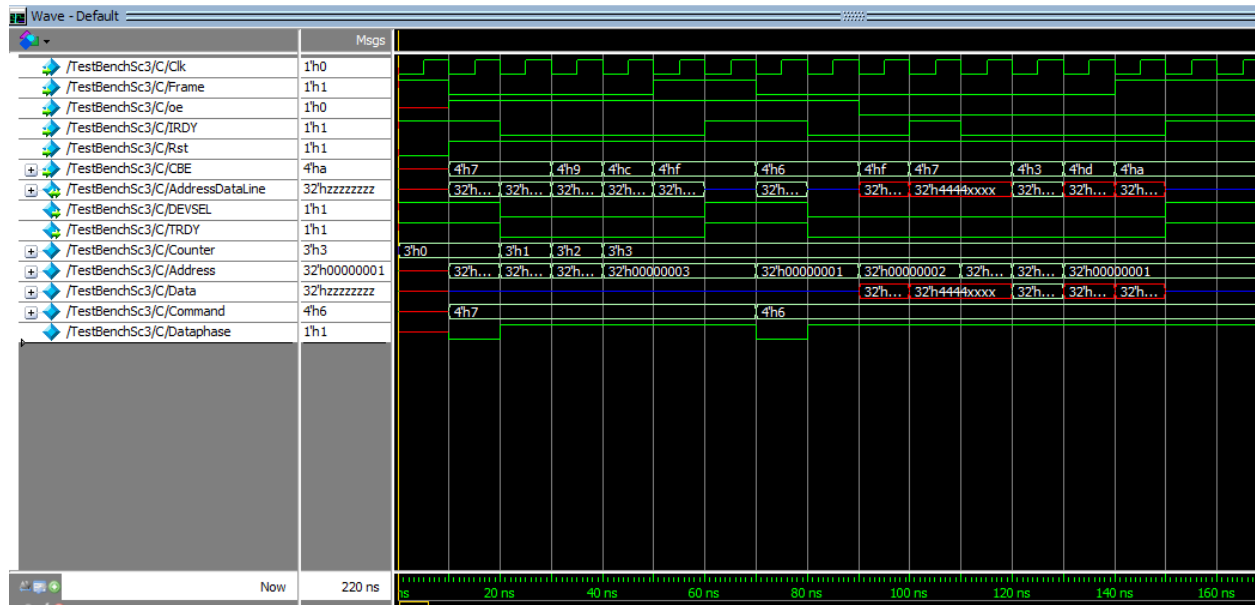 Wave - Default
Msgs
/TestBenchSc3/C/Clk 1'h0
/TestBenchSc3/C/Frame 1'h1
/TestBenchSc3/C/oe 1'h0
/TestBenchSc3/C/IRDY 1'h1
/TestBenchSc3/C/Rst 1'h1
/TestBenchSc3/C/CBE 4'ha 4'h7 4'h9 4'hc 4'hf 4'h6 4'hf 4'h7 4'h3 4'hd 4'ha
/TestBenchSc3/C/AddressDataLine 32'hzzzzzzzz 32'h... 32'h... 32'h... 32'h... 32'h... 32'h... 32'h... 32'h4444xxxx 32'h... 32'h... 32'h...
/TestBenchSc3/C/DEVSEL 1'h1
/TestBenchSc3/C/TRDY 1'h1
/TestBenchSc3/C/Counter 3'h3 3'h0 3'h1 3'h2 3'h3
/TestBenchSc3/C/Address 32'h00000001 32'h... 32'h... 32'h... 32'h00000003 32'h00000001 32'h00000002 32'h... 32'h... 32'h00000001
/TestBenchSc3/C/Data 32'hzzzzzzzz 32'h... 32'h4444xxxx 32'h... 32'h... 32'h...
/TestBenchSc3/C/Command 4'h6 4'h7 4'h6
/TestBenchSc3/C/Dataphase 1'h1
Now 220 ns ns 20 ns 40 ns 60 ns 80 ns 100 ns 120 ns 140 ns 160 ns